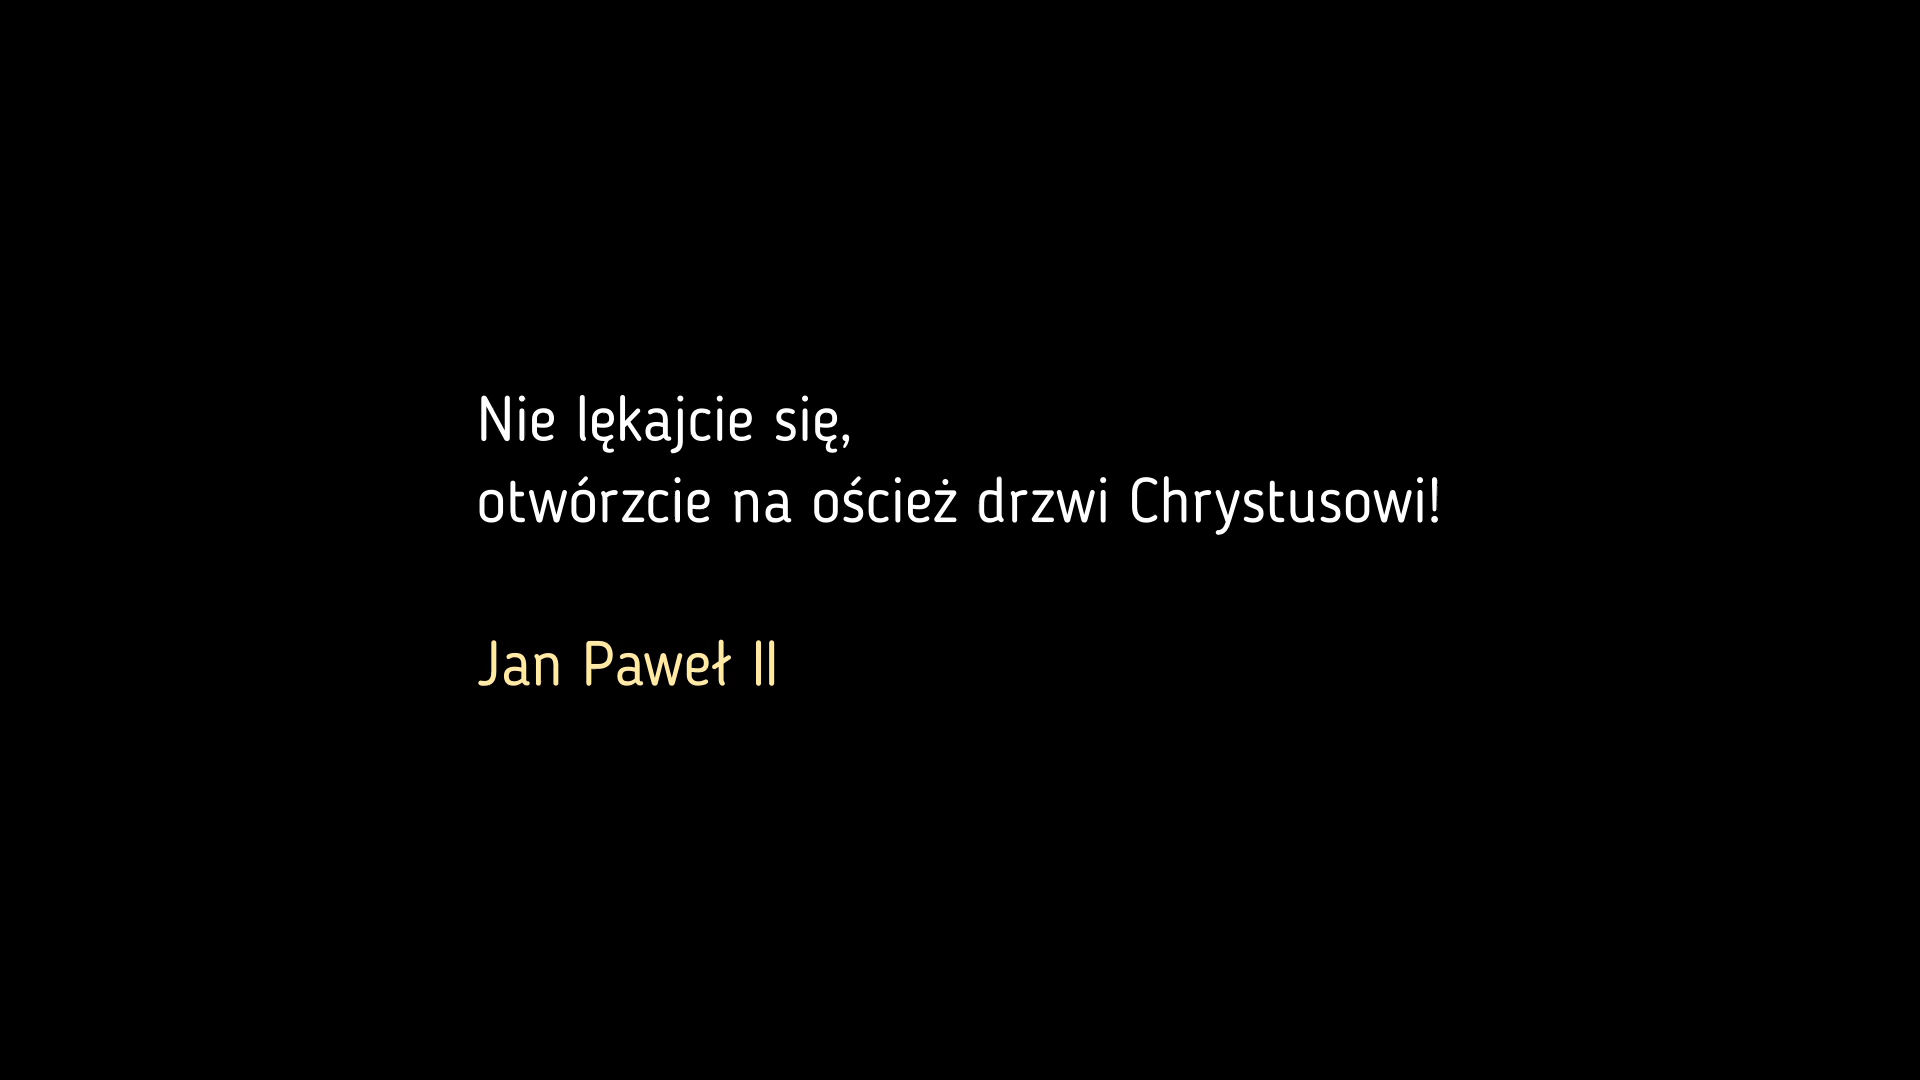 Nie lękajcie się,
otwórzcie na oścież drzwi Chrystusowi!
Jan Paweł II